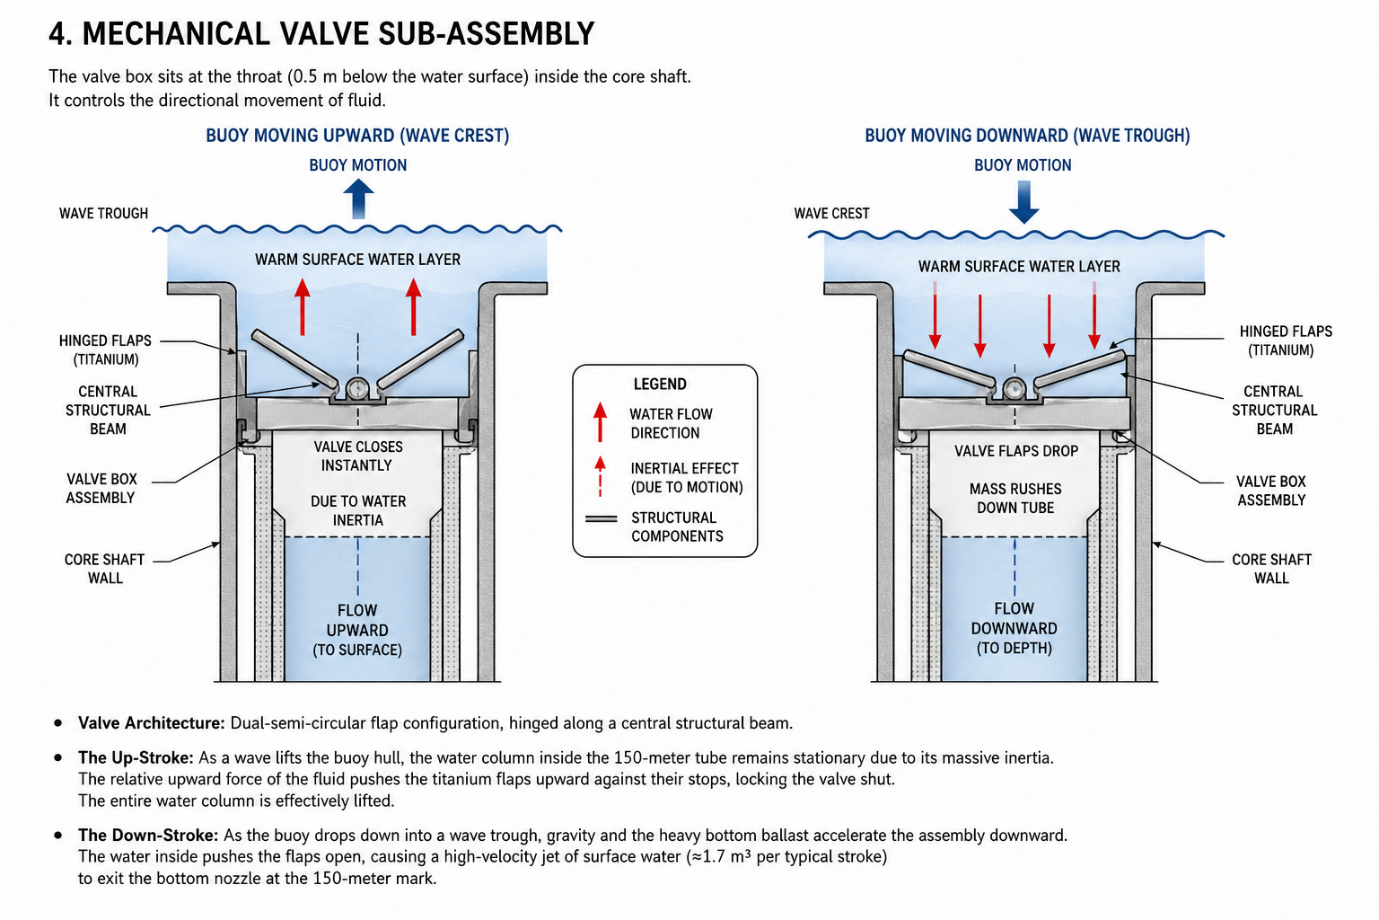 4. MECHANICAL VALVE SUB-ASSEMBLY
The valve box sits at the throat (0.5 m below the water surface) inside the core shaft.
It controls the directional movement of fluid.
BUOY MOVING UPWARD (WAVE CREST)
BUOY MOTION
WAVE TROUGH
WARM SURFACE WATER LAYER
HINGED FLAPS
(TITANIUM)
CENTRAL
STRUCTURAL
BEAM
VALVE BOX
ASSEMBLY
CORE SHAFT
WALL
VALVE CLOSES
INSTANTLY
DUE TO WATER
INERTIA
FLOW
UPWARD
(TO SURFACE)
LEGEND
WATER FLOW
DIRECTION
INERTIAL EFFECT
(DUE TO MOTION)
STRUCTURAL
COMPONENTS
BUOY MOVING DOWNWARD (WAVE TROUGH)
BUOY MOTION
WAVE CREST
WARM SURFACE WATER LAYER
HINGED FLAPS
(TITANIUM)
CENTRAL
STRUCTURAL
BEAM
VALVE BOX
ASSEMBLY
CORE SHAFT
WALL
VALVE FLAPS DROP
MASS RUSHES
DOWN TUBE
FLOW
DOWNWARD
(TO DEPTH)
• Valve Architecture: Dual-semi-circular flap configuration, hinged along a central structural beam.
• The Up-Stroke: As a wave lifts the buoy hull, the water column inside the 150-meter tube remains stationary due to its massive inertia.
The relative upward force of the fluid pushes the titanium flaps upward against their stops, locking the valve shut.
The entire water column is effectively lifted.
• The Down-Stroke: As the buoy drops down into a wave trough, gravity and the heavy bottom ballast accelerate the assembly downward.
The water inside pushes the flaps open, causing a high-velocity jet of surface water (≈1.7 m³ per typical stroke)
to exit the bottom nozzle at the 150-meter mark.